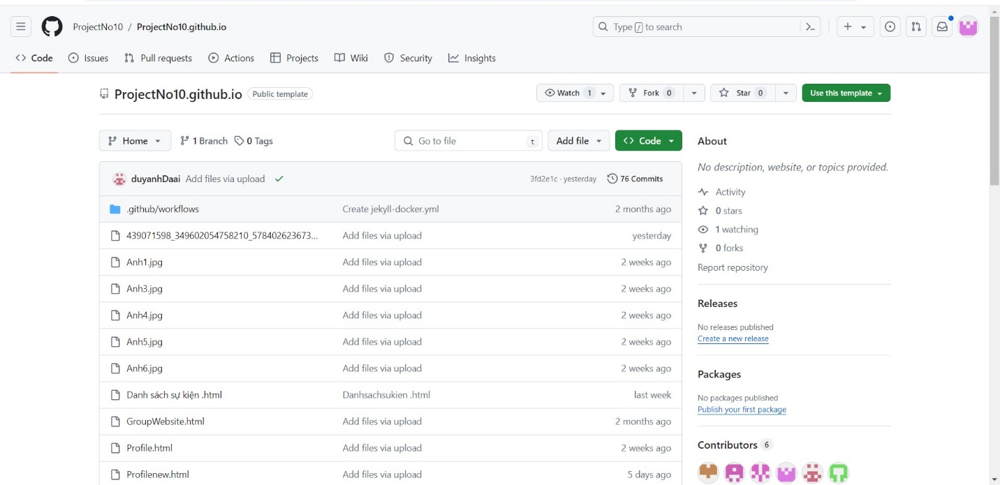 ProjectNo10 / ProjectNo10.github.io
Type / to search
Code Issues Pull requests Actions Projects Wiki Security Insights
ProjectNo10.github.io Public template
Watch 1 Fork 0 Star 0 Use this template
Home 1 Branch 0 Tags Go to file t Add file Code
duyanhDaai Add files via upload 3fd2e1c · yesterday 76 Commits
.github/workflows Create jekyll-docker.yml 2 months ago
439071598_349602054758210_578402623673... Add files via upload yesterday
Anh1.jpg Add files via upload 2 weeks ago
Anh3.jpg Add files via upload 2 weeks ago
Anh4.jpg Add files via upload 2 weeks ago
Anh5.jpg Add files via upload 2 weeks ago
Anh6.jpg Add files via upload 2 weeks ago
Danh sách sự kiện .html Danhsachsukien .html last week
GroupWebsite.html Add files via upload 2 months ago
Profile.html Add files via upload 2 weeks ago
Profilenew.html Add files via upload 5 days ago
About
No description, website, or topics provided.
Activity
0 stars
1 watching
0 forks
Report repository
Releases
No releases published
Create a new release
Packages
No packages published
Publish your first package
Contributors 6